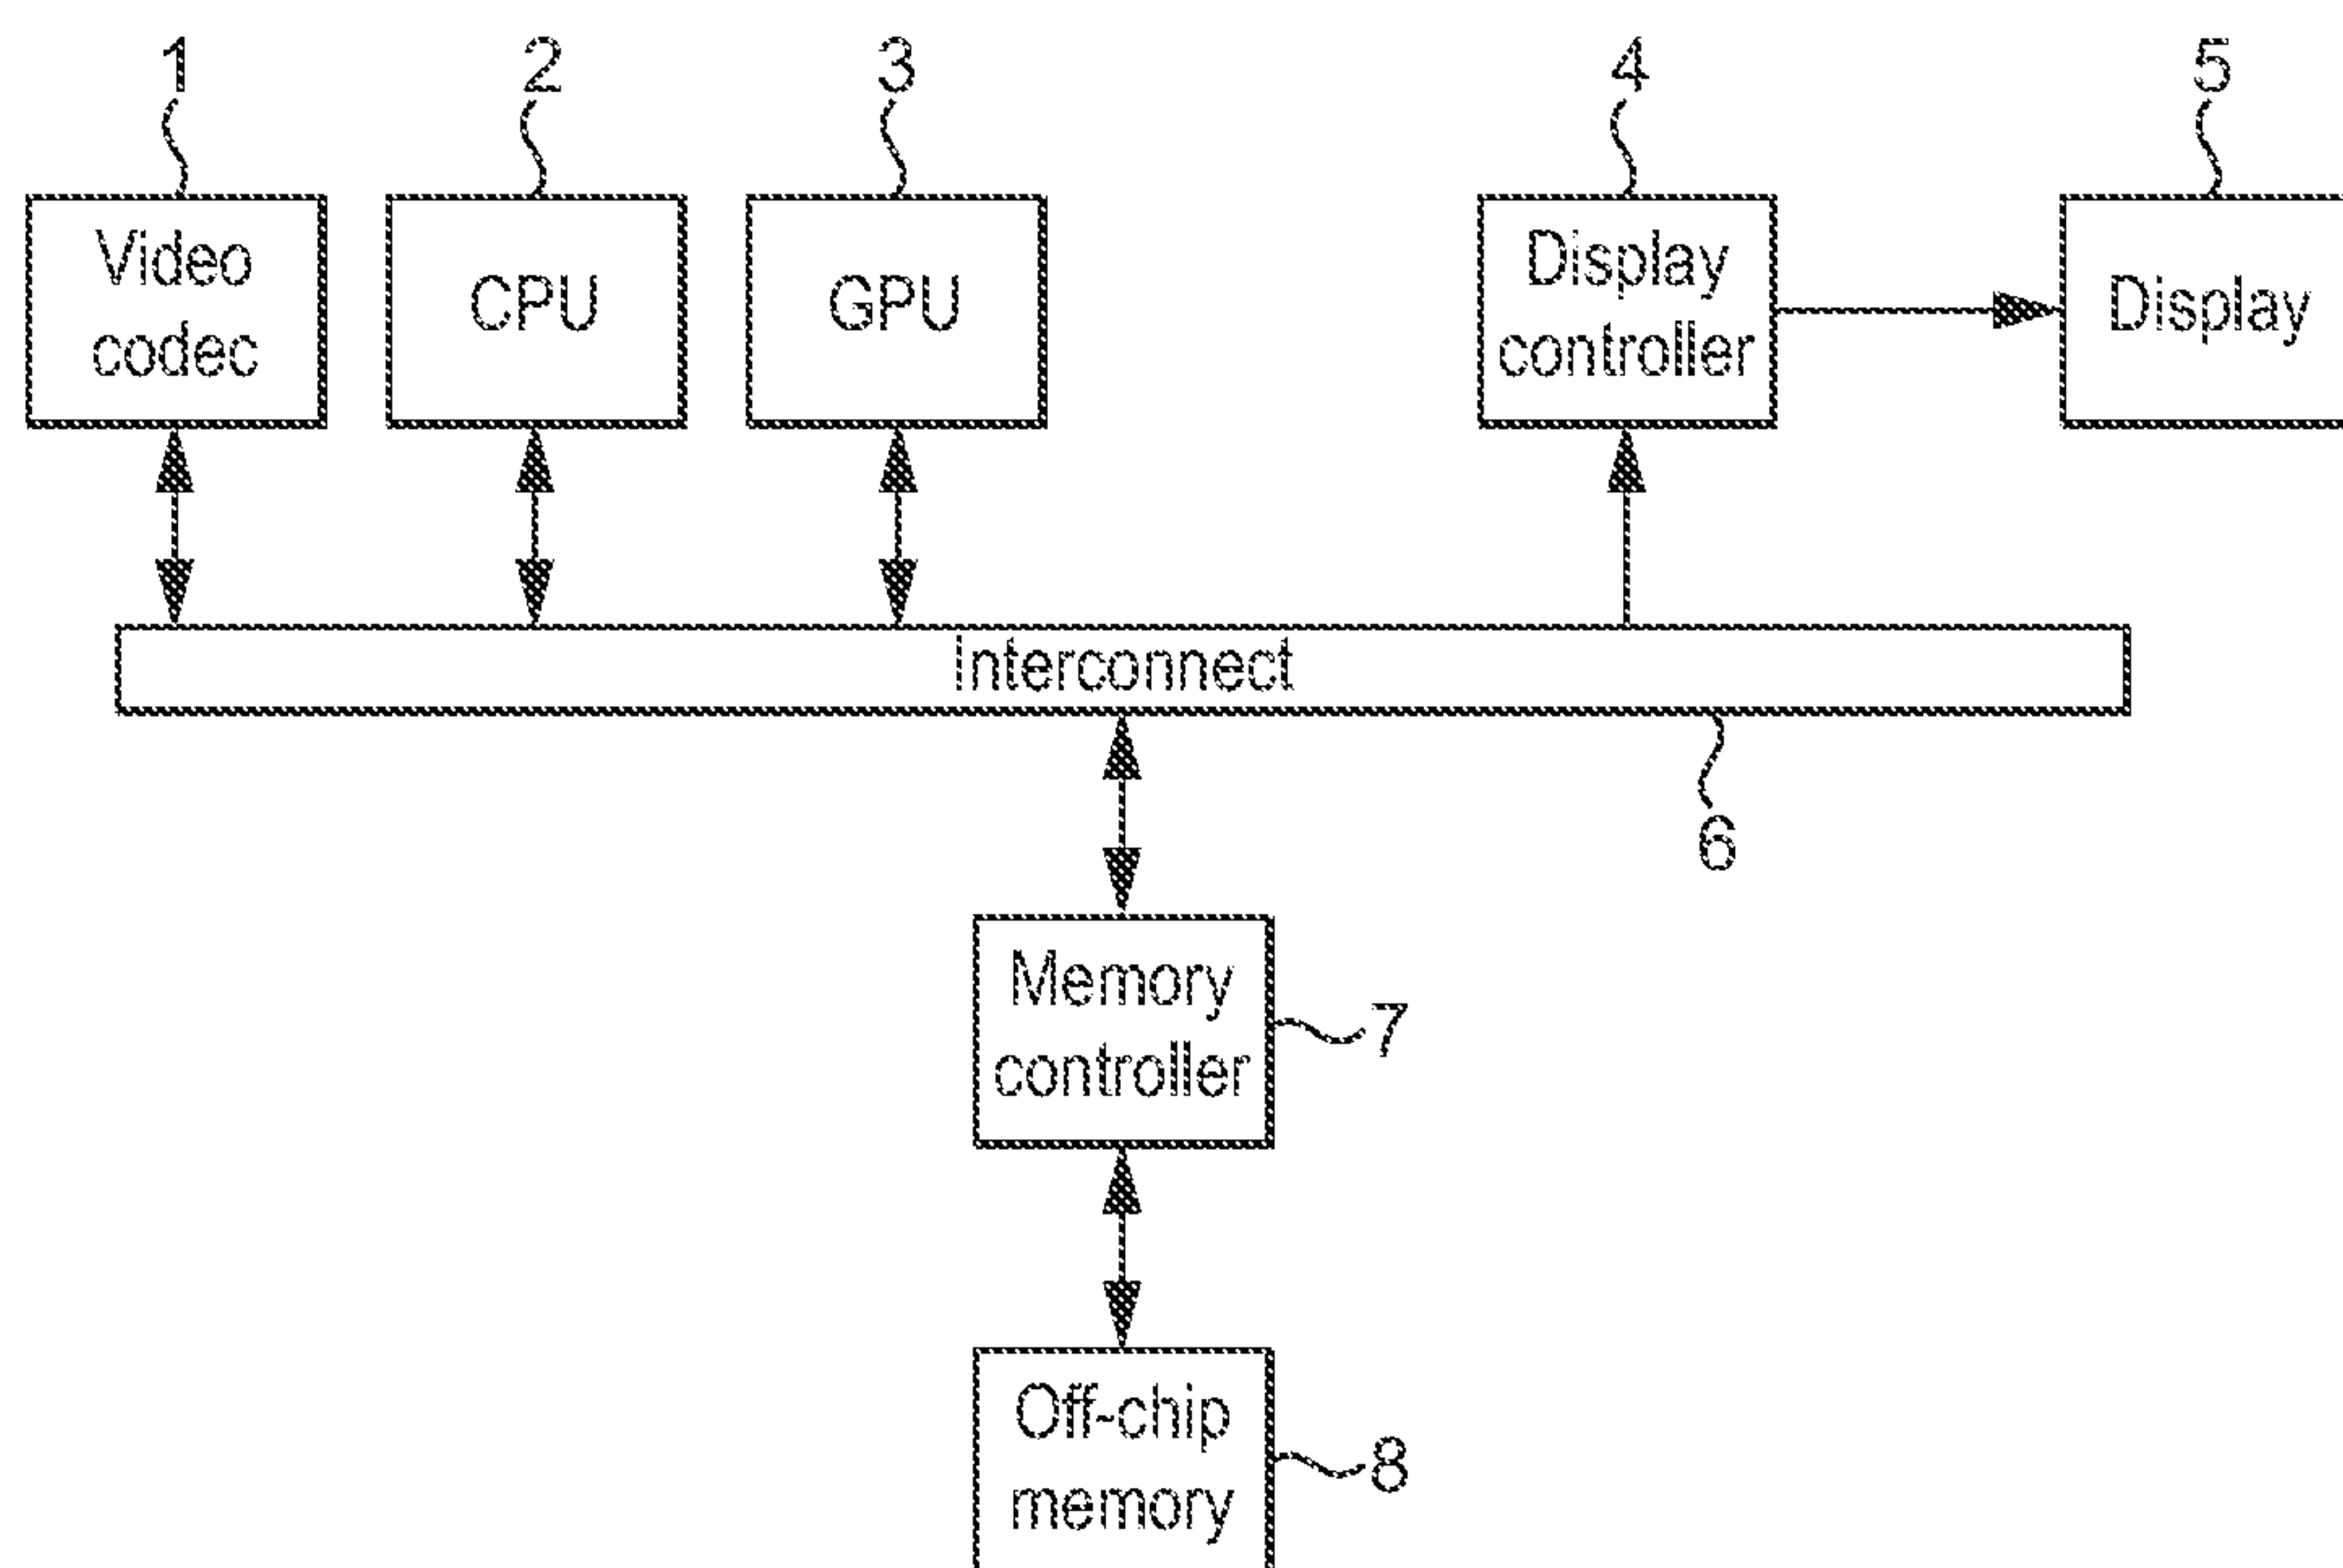 1
2
3
4
5
Video
codec
CPU
GPU
Display
controller
Display
Interconnect
6
Memory
controller
7
Off-chip
memory
8